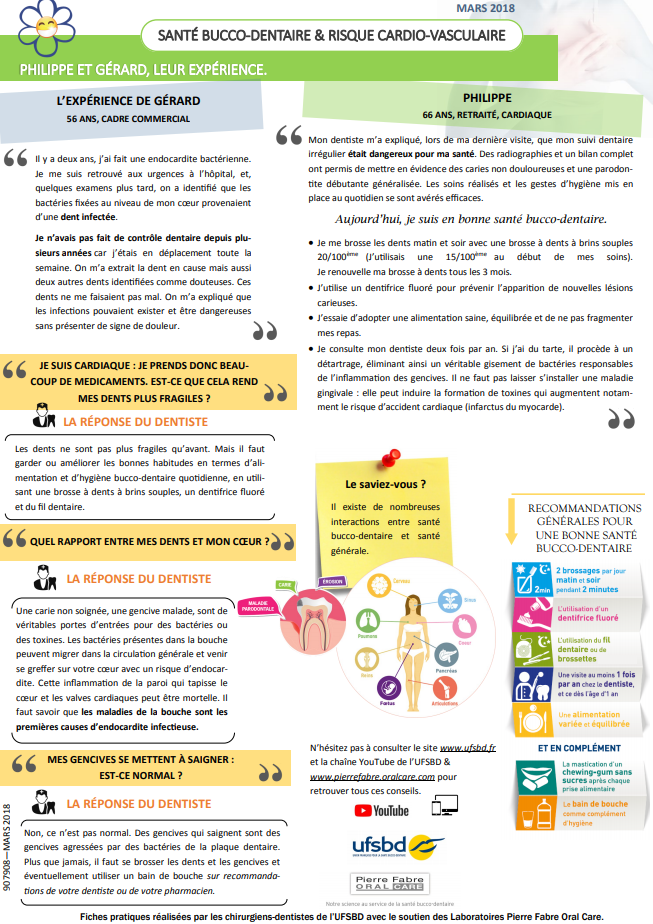 MARS 2018
SANTÉ BUCCO-DENTAIRE & RISQUE CARDIO-VASCULAIRE
PHILIPPE ET GÉRARD, LEUR EXPÉRIENCE.
L'EXPÉRIENCE DE GÉRARD
56 ANS, CADRE COMMERCIAL
Il y a deux ans, j'ai fait une endocardite bactérienne.
Je me suis retrouvé aux urgences à l'hôpital, et,
quelques examens plus tard, on a identifié que les
bactéries fixées au niveau de mon cœur provenaient
d'une dent infectée.
Je n'avais pas fait de contrôle dentaire depuis plu-
sieurs années car j'étais en déplacement toute la
semaine. On m'a extrait la dent en cause mais aussi
deux autres dents identifiées comme douteuses. Ces
dents ne me faisaient pas mal. On m'a expliqué que
les infections pouvaient exister et être dangereuses
sans présenter de signe de douleur.
PHILIPPE
66 ANS, RETRAITÉ, CARDIAQUE
Mon dentiste m'a expliqué, lors de ma dernière visite, que mon suivi dentaire
irrégulier était dangereux pour ma santé. Des radiographies et un bilan complet
ont permis de mettre en évidence des caries non douloureuses et une parodon-
tite débutante généralisée. Les soins réalisés et les gestes d'hygiène mis en
place au quotidien se sont avérés efficaces.
Aujourd'hui, je suis en bonne santé bucco-dentaire.
• Je me brosse les dents matin et soir avec une brosse à dents à brins souples
20/100ème (J'utilisais une 15/100ème au début de mes soins).
Je renouvelle ma brosse à dents tous les 3 mois.
• J'utilise un dentifrice fluoré pour prévenir l'apparition de nouvelles lésions
carieuses.
• J'essaie d'adopter une alimentation saine, équilibrée et de ne pas fragmenter
mes repas.
• Je consulte mon dentiste deux fois par an. Si j'ai du tartre, il procède à un
détartrage, éliminant ainsi un véritable gisement de bactéries responsables
de l'inflammation des gencives. Il ne faut pas laisser s'installer une maladie
gingivale : elle peut induire la formation de toxines qui augmentent notam-
ment le risque d'accident cardiaque (infarctus du myocarde).
JE SUIS CARDIAQUE : JE PRENDS DONC BEAU-
COUP DE MEDICAMENTS. EST-CE QUE CELA REND
MES DENTS PLUS FRAGILES ?
LA RÉPONSE DU DENTISTE
Les dents ne sont pas plus fragiles qu'avant. Mais il faut
garder ou améliorer les bonnes habitudes en termes d'ali-
mentation et d'hygiène bucco-dentaire quotidienne, en utili-
sant une brosse à dents à brins souples, un dentifrice fluoré
et du fil dentaire.
QUEL RAPPORT ENTRE MES DENTS ET MON CŒUR ?
LA RÉPONSE DU DENTISTE
Une carie non soignée, une gencive malade, sont de
véritables portes d'entrées pour des bactéries ou
des toxines. Les bactéries présentes dans la bouche
peuvent migrer dans la circulation générale et venir
se greffer sur votre cœur avec un risque d'endocar-
dite. Cette inflammation de la paroi qui tapisse le
cœur et les valves cardiaques peut être mortelle. Il
faut savoir que les maladies de la bouche sont les
premières causes d'endocardite infectieuse.
MES GENCIVES SE METTENT À SAIGNER :
EST-CE NORMAL ?
LA RÉPONSE DU DENTISTE
Non, ce n'est pas normal. Des gencives qui saignent sont des
gencives agressées par des bactéries de la plaque dentaire.
Plus que jamais, il faut se brosser les dents et les gencives et
éventuellement utiliser un bain de bouche sur recommanda-
tions de votre dentiste ou de votre pharmacien.
Le saviez-vous ?
Il existe de nombreuses
interactions entre santé
bucco-dentaire et santé
générale.
CARIE
ÉROSION
MALADIE
PARODONTALE
Cerveau
Sinus
Poumons
Coeur
Reins
Pancréas
Foetus
Articulations
N'hésitez pas à consulter le site www.ufsbd.fr
et la chaîne YouTube de l'UFSBD &
www.pierrefabre.oralcare.com pour
retrouver tous ces conseils.
YouTube
ufsbd
Pierre Fabre
ORAL CARE
Notre science au service de la santé bucco-dentaire
RECOMMANDATIONS
GÉNÉRALES POUR
UNE BONNE SANTÉ
BUCCO-DENTAIRE
2min
2 brossages par jour
matin et soir
pendant 2 minutes
L'utilisation d'un
dentifrice fluoré
L'utilisation du fil
dentaire ou de
brossettes
Une visite au moins 1 fois
par an chez le dentiste,
et ce dès l'âge d'1 an
Une alimentation
variée et équilibrée
ET EN COMPLÉMENT
La mastication d'un
chewing-gum sans
sucres après chaque
prise alimentaire
Le bain de bouche
comme complément
d'hygiène
907908—MARS 2018
Fiches pratiques réalisées par les chirurgiens-dentistes de l'UFSBD avec le soutien des Laboratoires Pierre Fabre Oral Care.